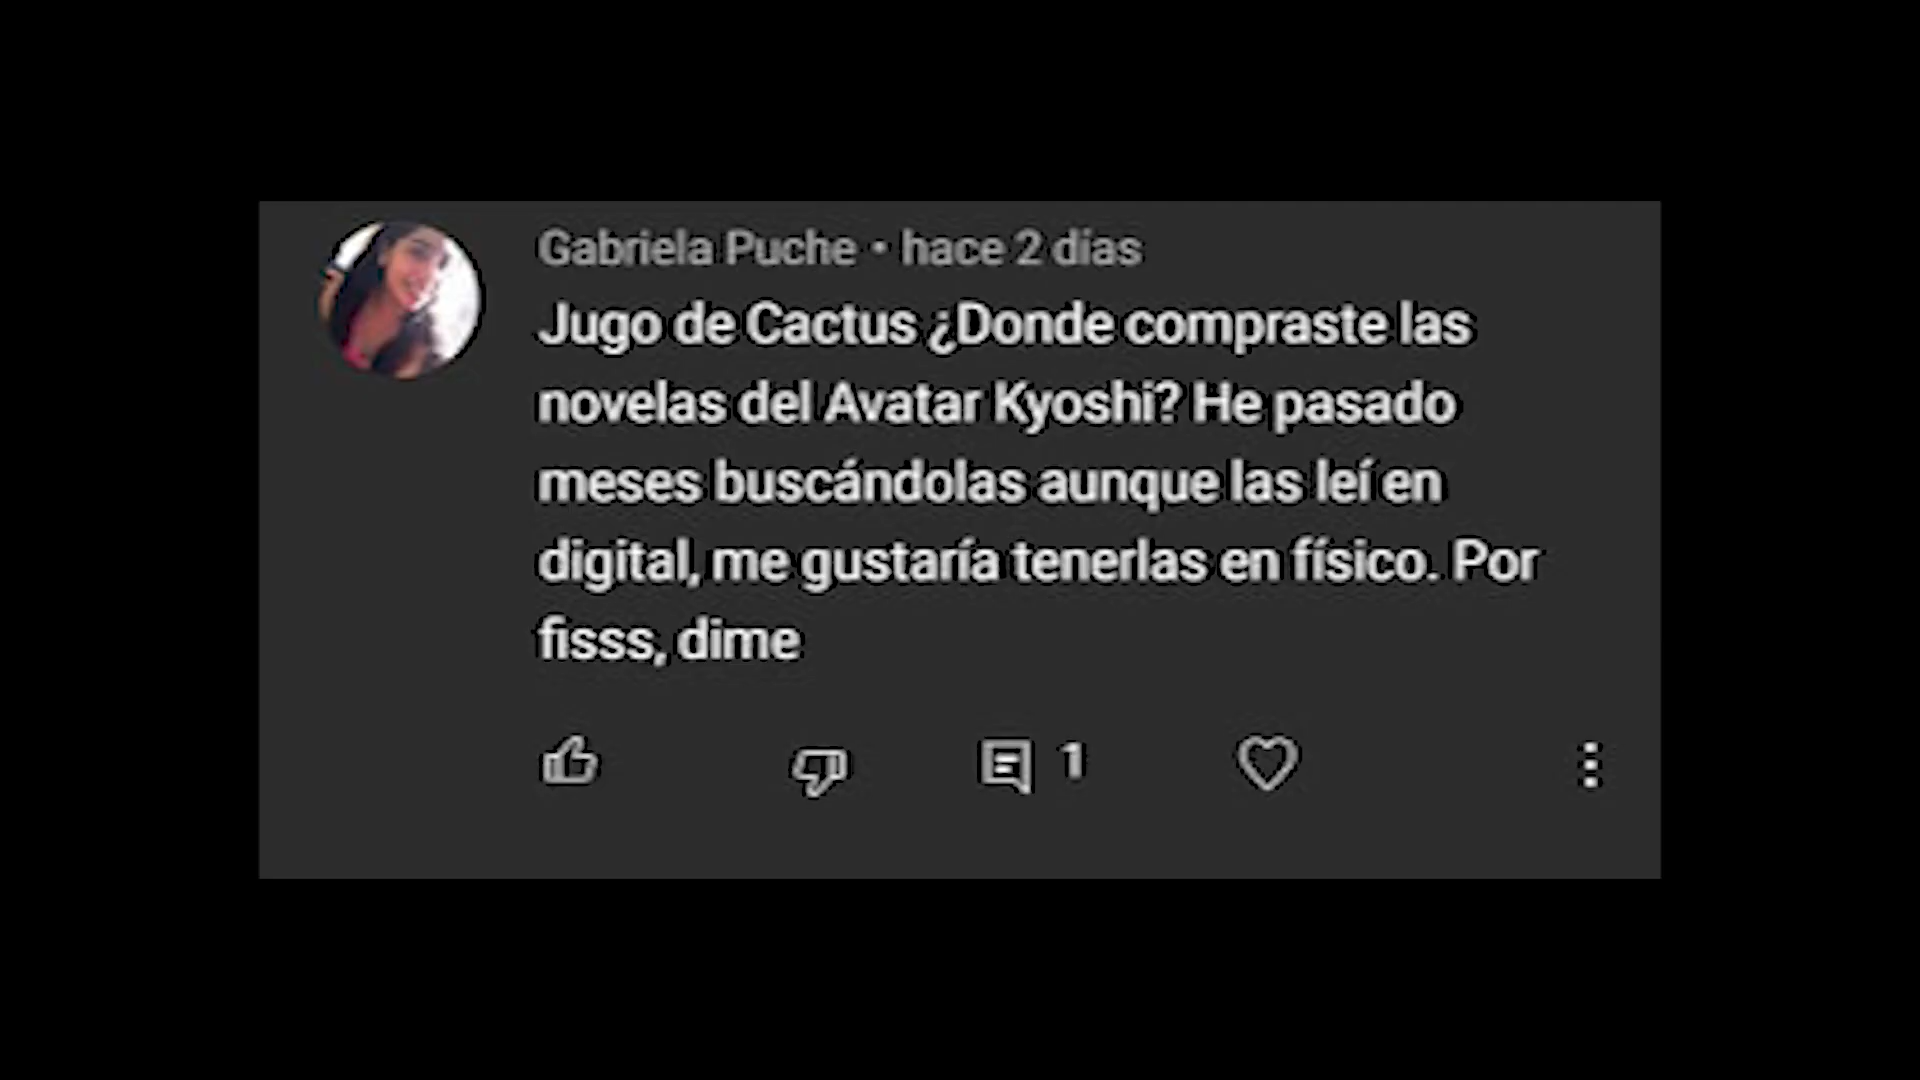 Gabriela Puche • hace 2 días
Jugo de Cactus ¿Donde compraste las
novelas del Avatar Kyoshi? He pasado
meses buscándolas aunque las leí en
digital, me gustaría tenerlas en físico. Por
fisss, dime
1